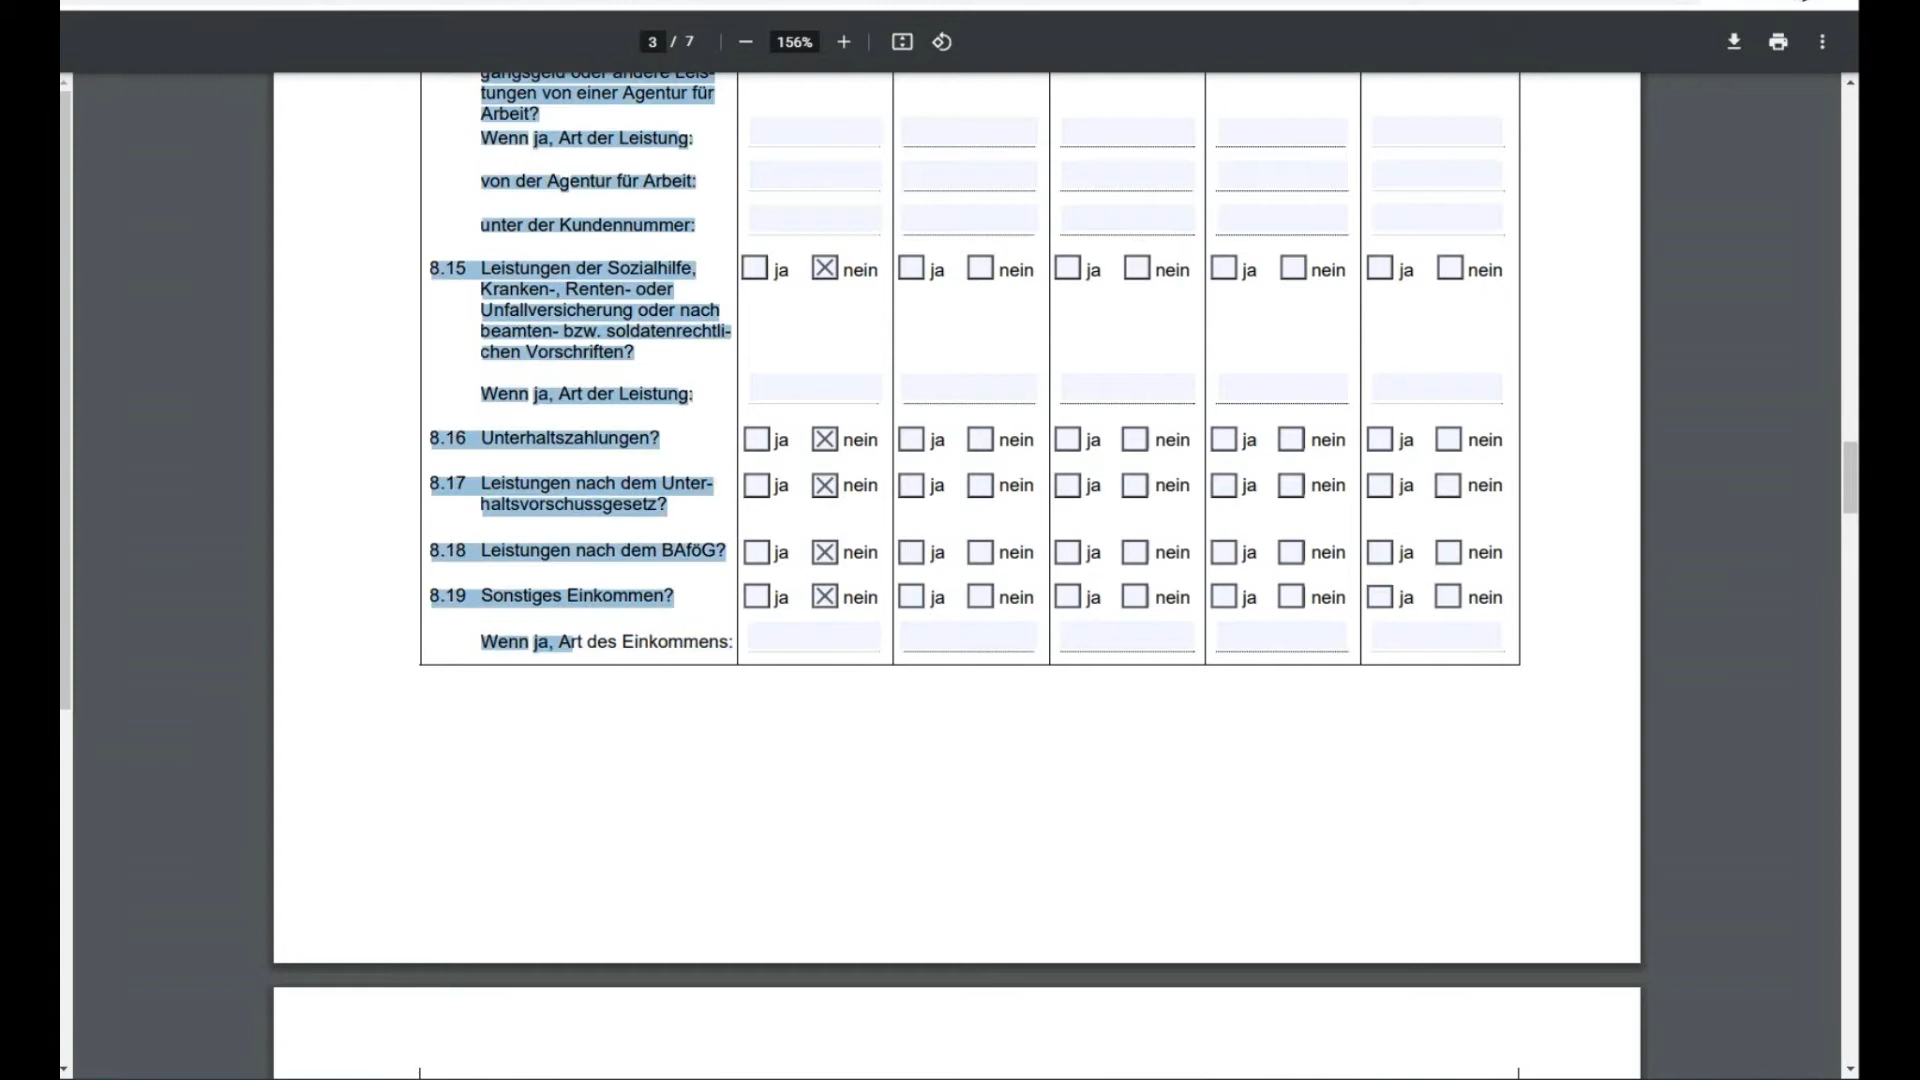 3 / 7 — 156% +
gangsgeld oder andere Leis-
tungen von einer Agentur für
Arbeit?
Wenn ja, Art der Leistung:
von der Agentur für Arbeit:
unter der Kundennummer:
8.15 Leistungen der Sozialhilfe, ja nein ja nein ja nein ja nein ja nein
Kranken-, Renten- oder
Unfallversicherung oder nach
beamten- bzw. soldatenrechtli-
chen Vorschriften?
Wenn ja, Art der Leistung:
8.16 Unterhaltszahlungen? ja nein ja nein ja nein ja nein ja nein
8.17 Leistungen nach dem Unter- ja nein ja nein ja nein ja nein ja nein
haltsvorschussgesetz?
8.18 Leistungen nach dem BAföG? ja nein ja nein ja nein ja nein ja nein
8.19 Sonstiges Einkommen? ja nein ja nein ja nein ja nein ja nein
Wenn ja, Art des Einkommens: